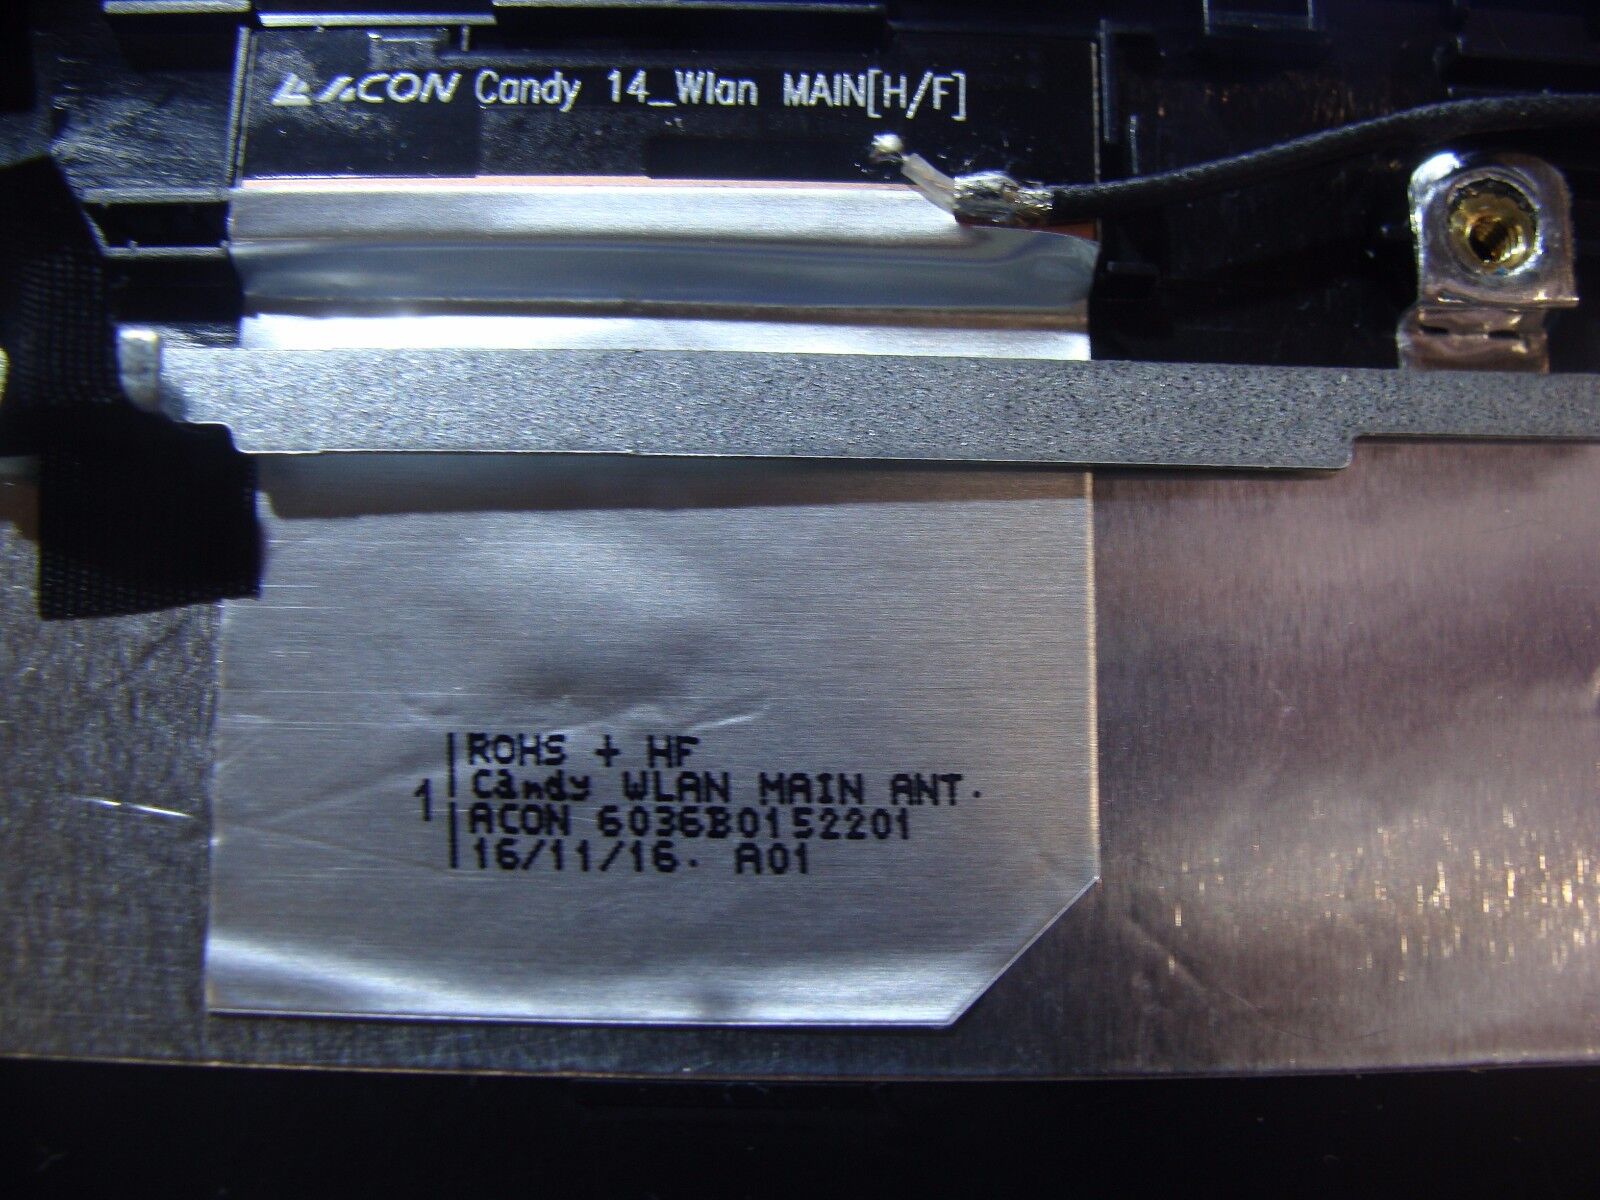 ACON Candy 14_Wlan MAIN[H/F]
1
ROHS + HF
Candy WLAN MAIN ANT.
ACON 6036B0152201
16/11/16. A01